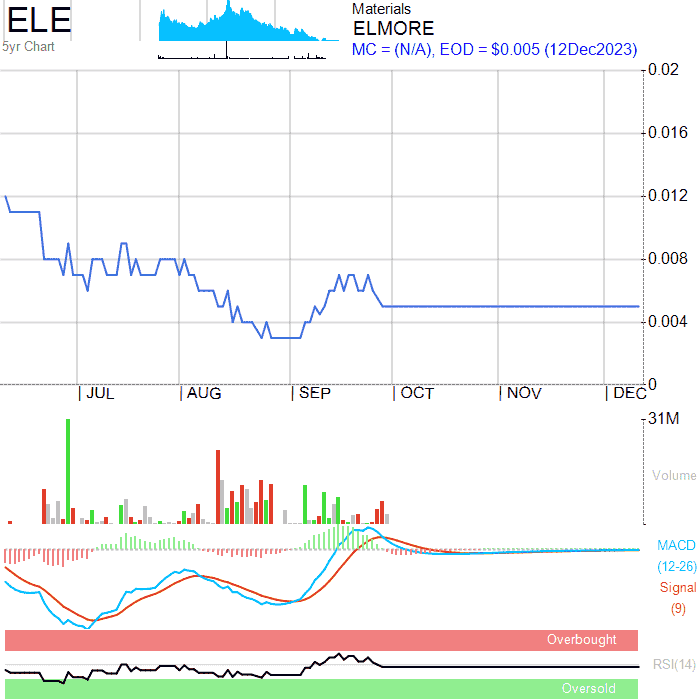 ELE
5yr Chart
Materials
ELMORE
MC = (N/A), EOD = $0.005 (12Dec2023)
0.02
0.016
0.012
0.008
0.004
0
| JUL | AUG | SEP | OCT | NOV | DEC
31M
Volume
MACD
(12-26)
Signal
(9)
Overbought
RSI(14)
Oversold